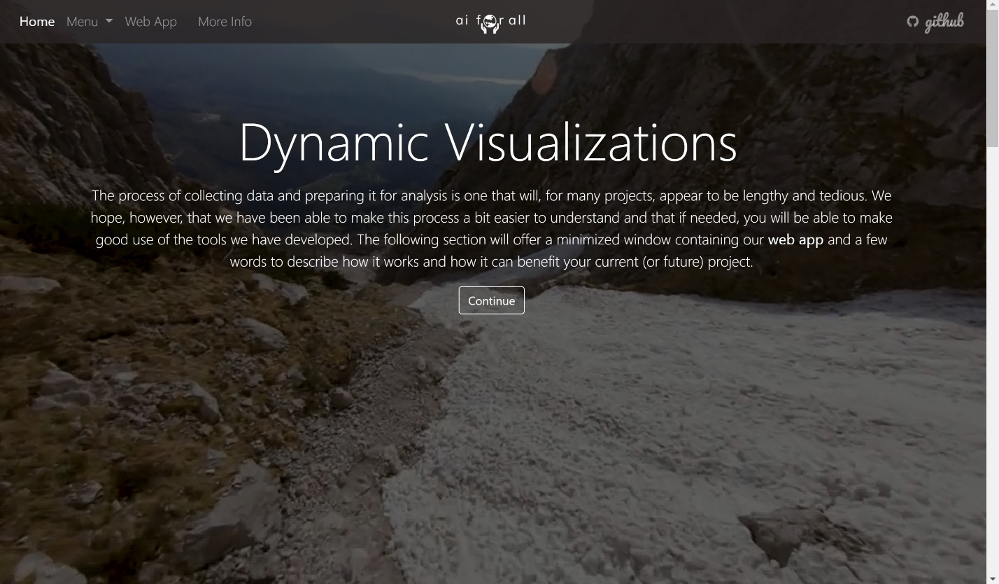 Home Menu Web App More Info ai for all github
Dynamic Visualizations
The process of collecting data and preparing it for analysis is one that will, for many projects, appear to be lengthy and tedious. We
hope, however, that we have been able to make this process a bit easier to understand and that if needed, you will be able to make
good use of the tools we have developed. The following section will offer a minimized window containing our web app and a few
words to describe how it works and how it can benefit your current (or future) project.
Continue